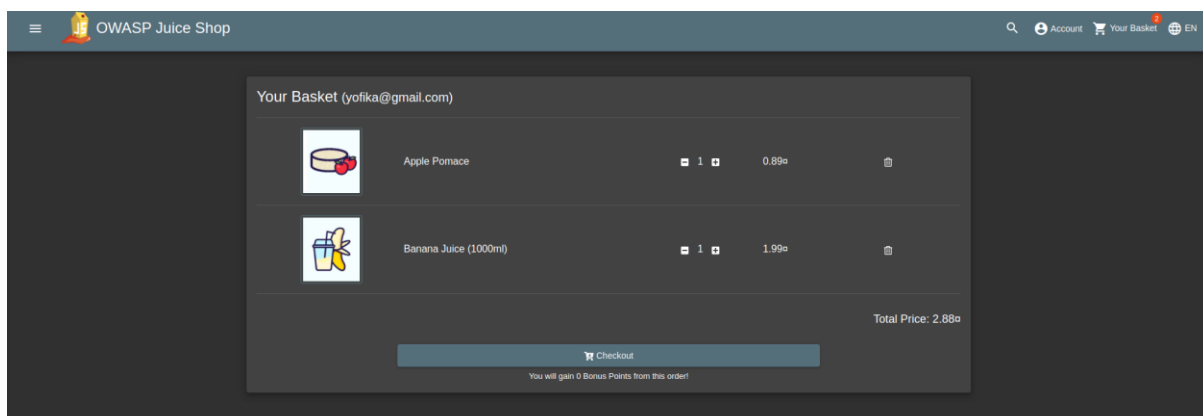 OWASP Juice Shop
Account
Your Basket
2
EN
Your Basket (yofika@gmail.com)
Apple Pomace 1 0.89¤
Banana Juice (1000ml) 1 1.99¤
Total Price: 2.88¤
Checkout
You will gain 0 Bonus Points from this order!